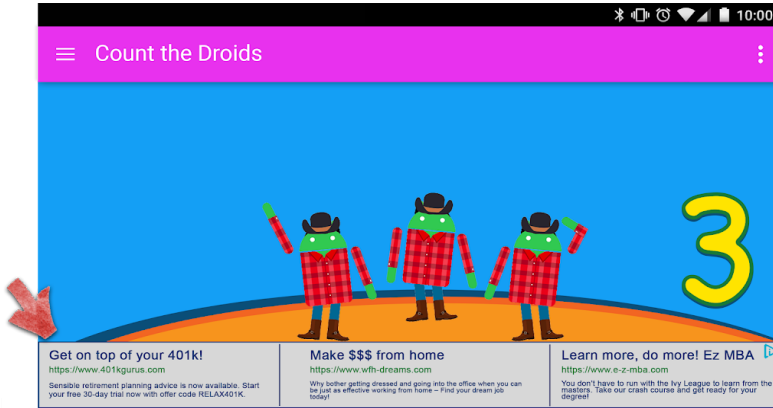 10:00
Count the Droids
3
Get on top of your 401k!
https://www.401kgurus.com
Sensible retirement planning advice is now available. Start
your free 30-day trial now with offer code RELAX401K.
Make $$$ from home
https://www.wfh-dreams.com
Why bother getting dressed and going into the office when you can
be just as effective working from home – Find your dream job
today!
Learn more, do more! Ez MBA
https://www.e-z-mba.com
You don't have to run with the Ivy League to learn from the
masters. Take our crash course and get ready for your
degree!